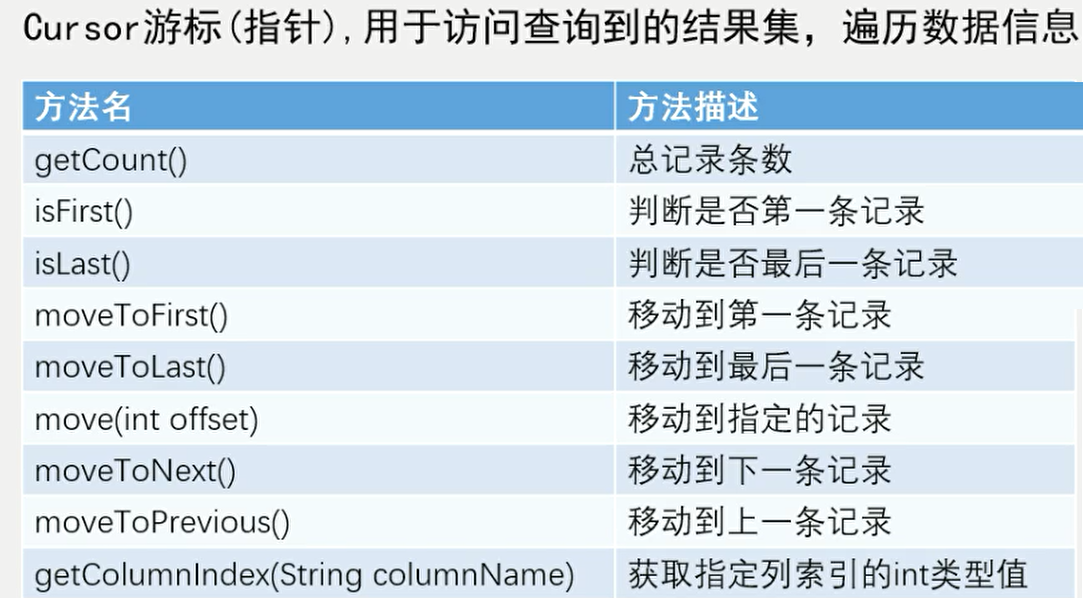 Cursor游标(指针),用于访问查询到的结果集，遍历数据信息
方法名 方法描述
getCount() 总记录条数
isFirst() 判断是否第一条记录
isLast() 判断是否最后一条记录
moveToFirst() 移动到第一条记录
moveToLast() 移动到最后一条记录
move(int offset) 移动到指定的记录
moveToNext() 移动到下一条记录
moveToPrevious() 移动到上一条记录
getColumnIndex(String columnName) 获取指定列索引的int类型值